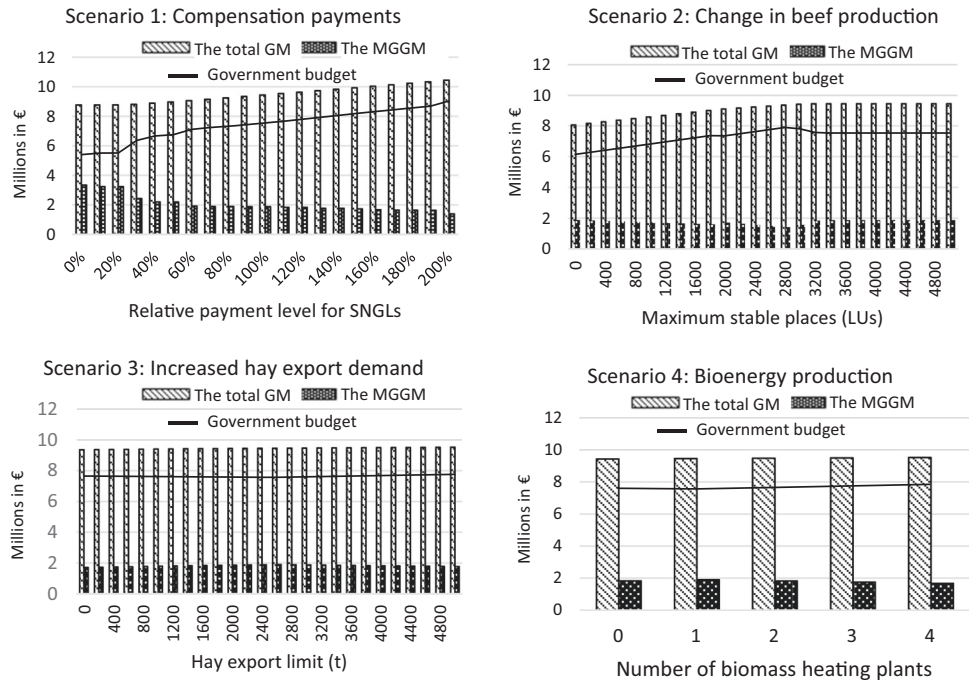 Scenario 1: Compensation payments
The total GM
The MGGM
Government budget
Millions in €
12
10
8
6
4
2
0
0%
20%
40%
60%
80%
100%
120%
140%
160%
180%
200%
Relative payment level for SNGLs
Scenario 2: Change in beef production
The total GM
The MGGM
Government budget
Millions in €
12
10
8
6
4
2
0
0
400
800
1200
1600
2000
2400
2800
3200
3600
4000
4400
4800
Maximum stable places (LUs)
Scenario 3: Increased hay export demand
The total GM
The MGGM
Government budget
Millions in €
12
10
8
6
4
2
0
0
400
800
1200
1600
2000
2400
2800
3200
3600
4000
4400
4800
Hay export limit (t)
Scenario 4: Bioenergy production
The total GM
The MGGM
Government budget
Millions in €
12
10
8
6
4
2
0
0
1
2
3
4
Number of biomass heating plants